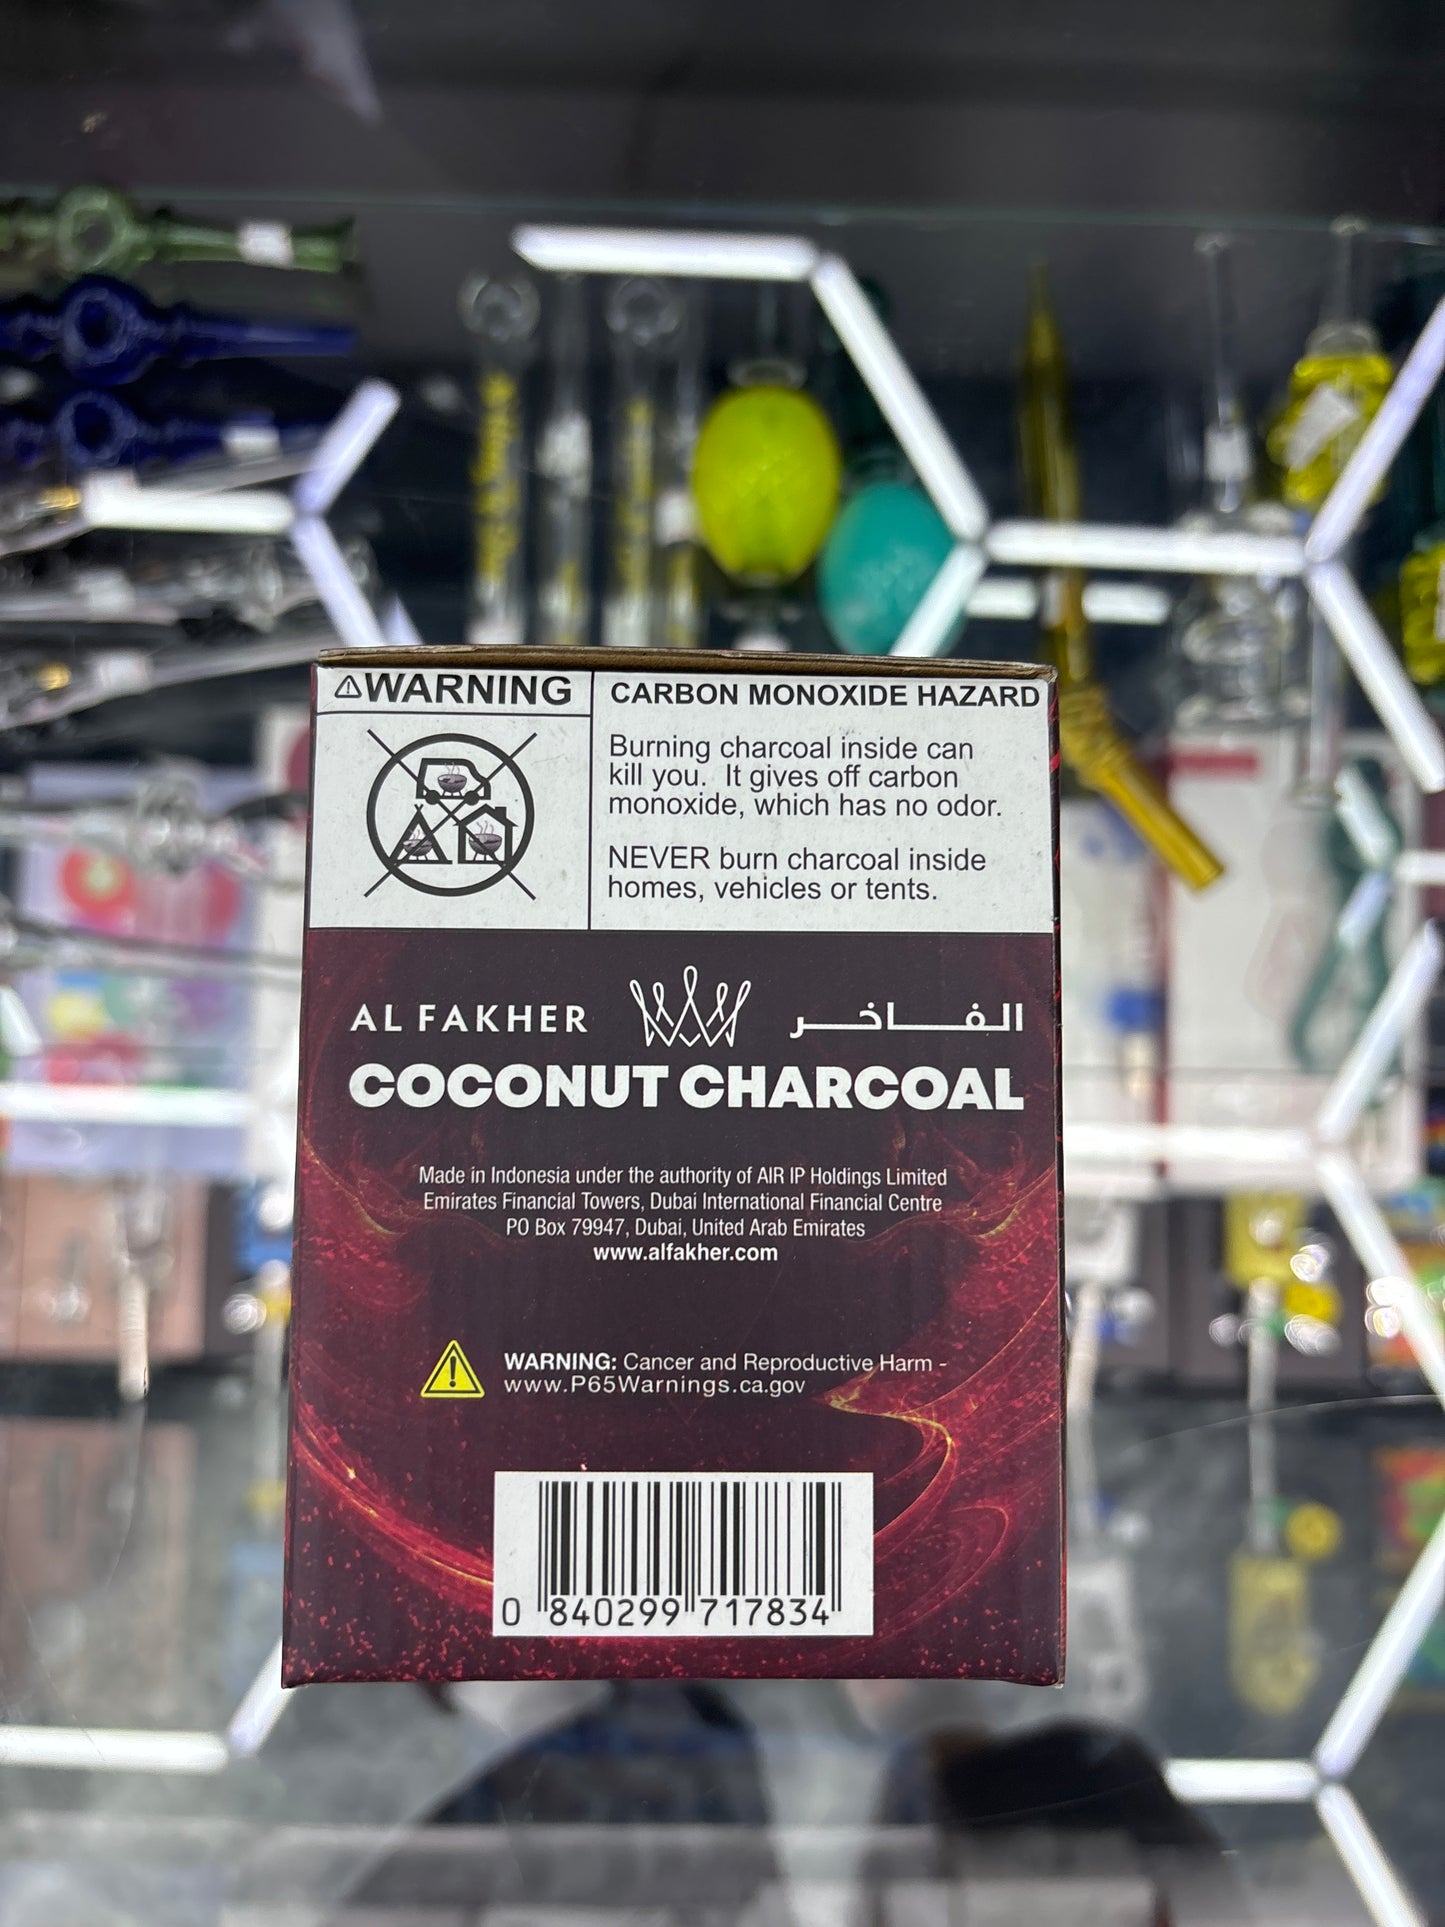 ⚠WARNING
CARBON MONOXIDE HAZARD
Burning charcoal inside can
kill you. It gives off carbon
monoxide, which has no odor.
NEVER burn charcoal inside
homes, vehicles or tents.
AL FAKHER الفاخر
COCONUT CHARCOAL
Made in Indonesia under the authority of AIR IP Holdings Limited
Emirates Financial Towers, Dubai International Financial Centre
PO Box 79947, Dubai, United Arab Emirates
www.alfakher.com
WARNING: Cancer and Reproductive Harm -
www.P65Warnings.ca.gov
0 840299 717834